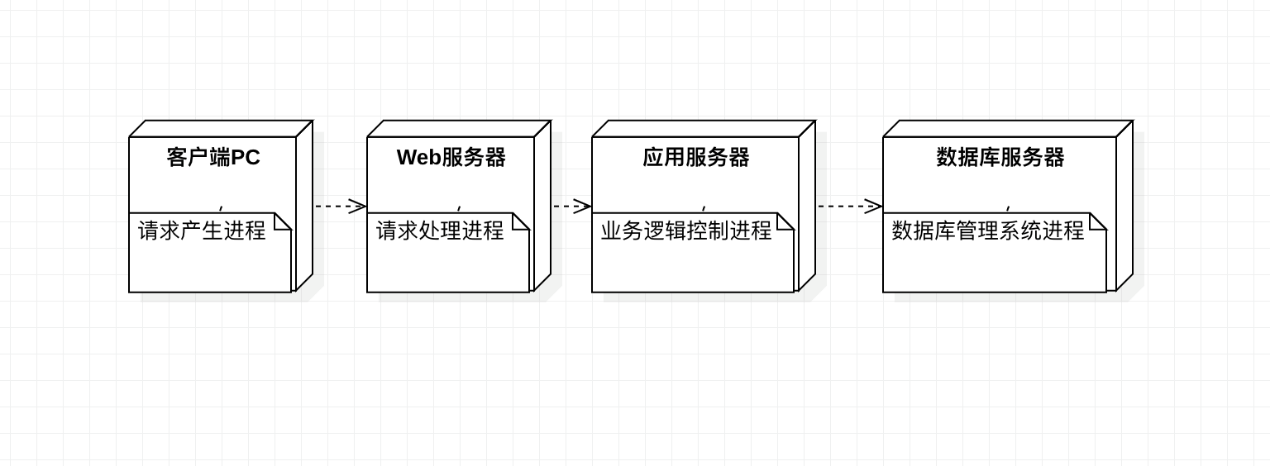 客户端PC
Web服务器
应用服务器
数据库服务器
请求产生进程
请求处理进程
业务逻辑控制进程
数据库管理系统进程